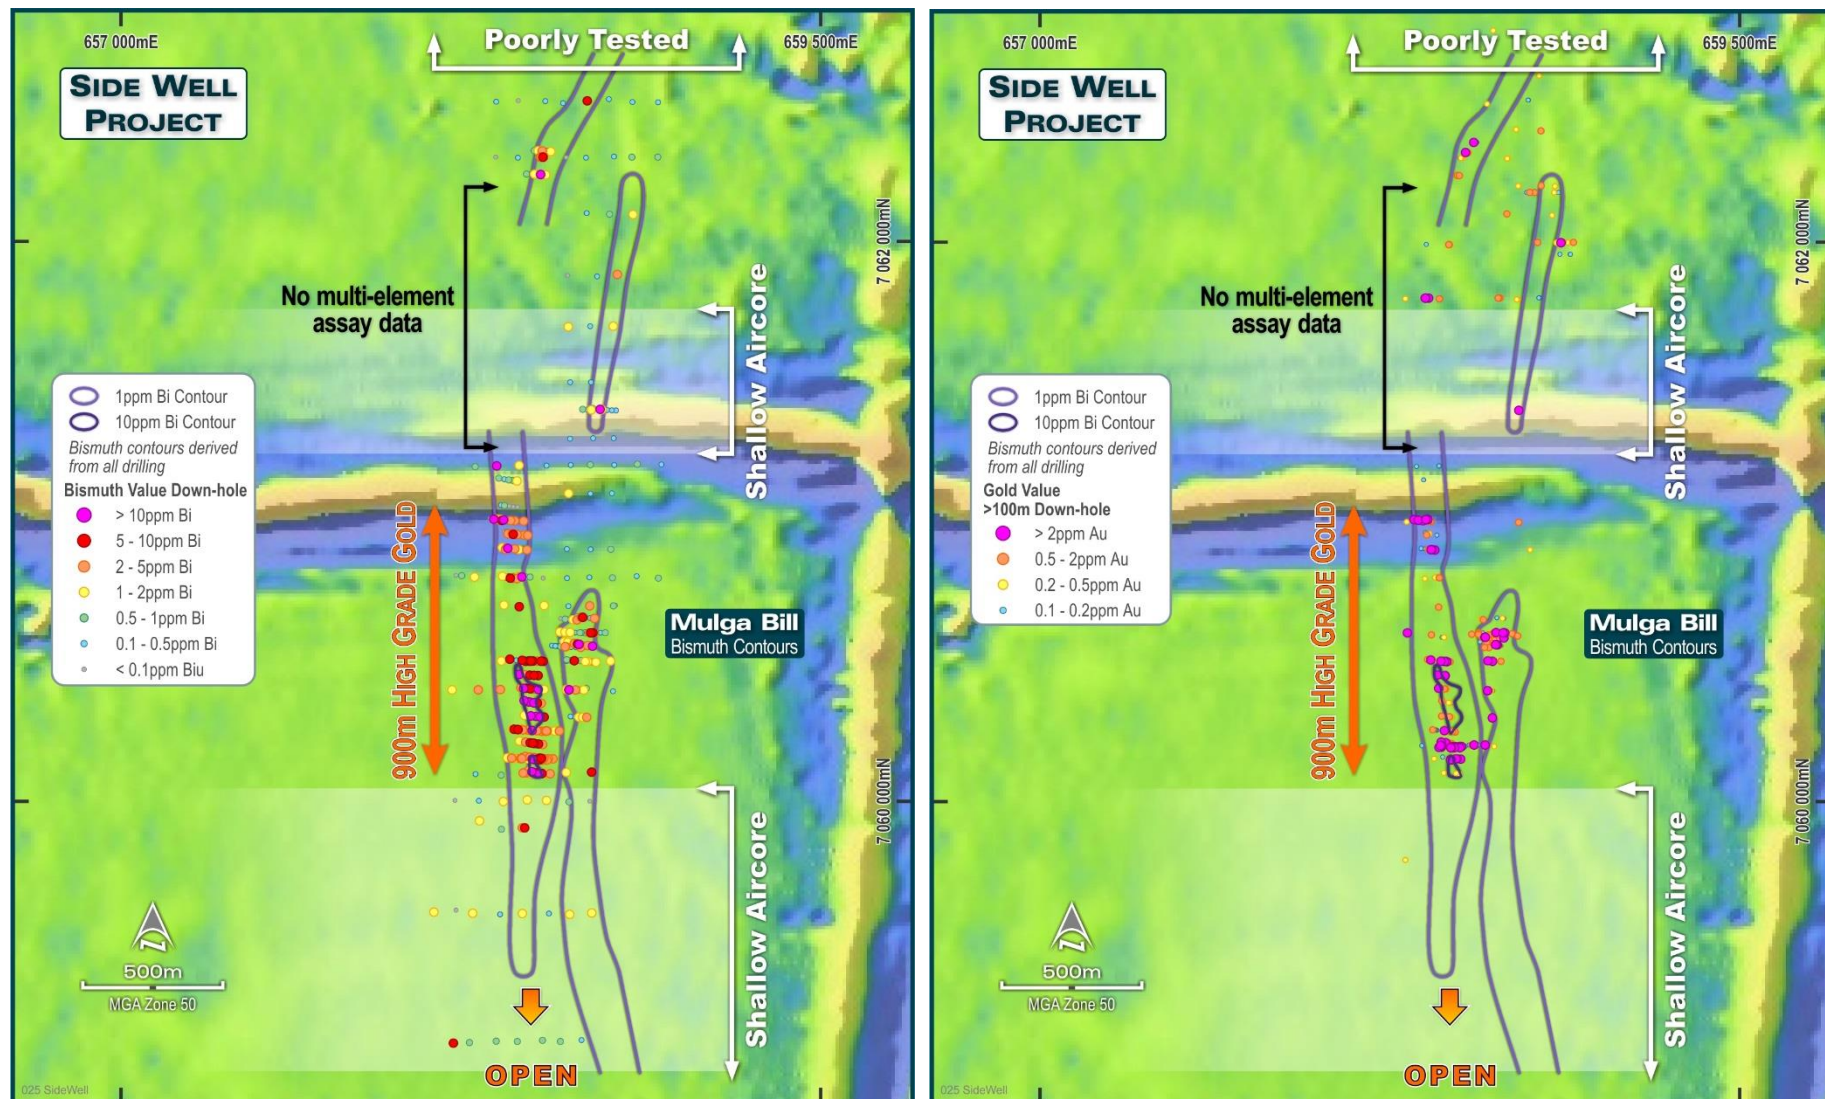 657 000mE
Poorly Tested
659 500mE
SIDE WELL
PROJECT
7 062 000mN
No multi-element
assay data
Shallow Aircore
1ppm Bi Contour
10ppm Bi Contour
Bismuth contours derived
from all drilling
Bismuth Value Down-hole
> 10ppm Bi
5 - 10ppm Bi
2 - 5ppm Bi
1 - 2ppm Bi
0.5 - 1ppm Bi
0.1 - 0.5ppm Bi
< 0.1ppm Biu
900m HIGH GRADE GOLD
Mulga Bill
Bismuth Contours
7 060 000mN
Shallow Aircore
N
500m
MGA Zone 50
OPEN
025 SideWell
657 000mE
Poorly Tested
659 500mE
SIDE WELL
PROJECT
7 062 000mN
No multi-element
assay data
Shallow Aircore
1ppm Bi Contour
10ppm Bi Contour
Bismuth contours derived
from all drilling
Gold Value
>100m Down-hole
> 2ppm Au
0.5 - 2ppm Au
0.2 - 0.5ppm Au
0.1 - 0.2ppm Au
900m HIGH GRADE GOLD
Mulga Bill
Bismuth Contours
7 060 000mN
Shallow Aircore
N
500m
MGA Zone 50
OPEN
025 SideWell